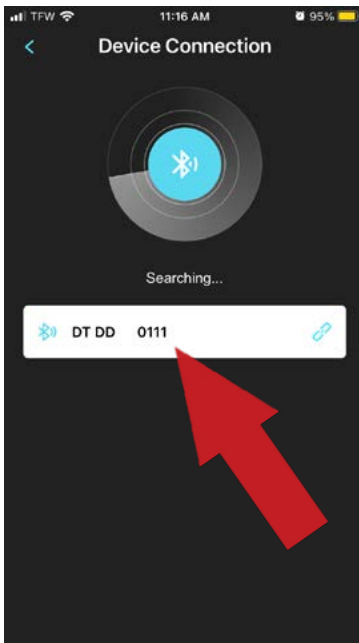 TFW 11:16 AM 95%
Device Connection
Searching...
DT DD 0111